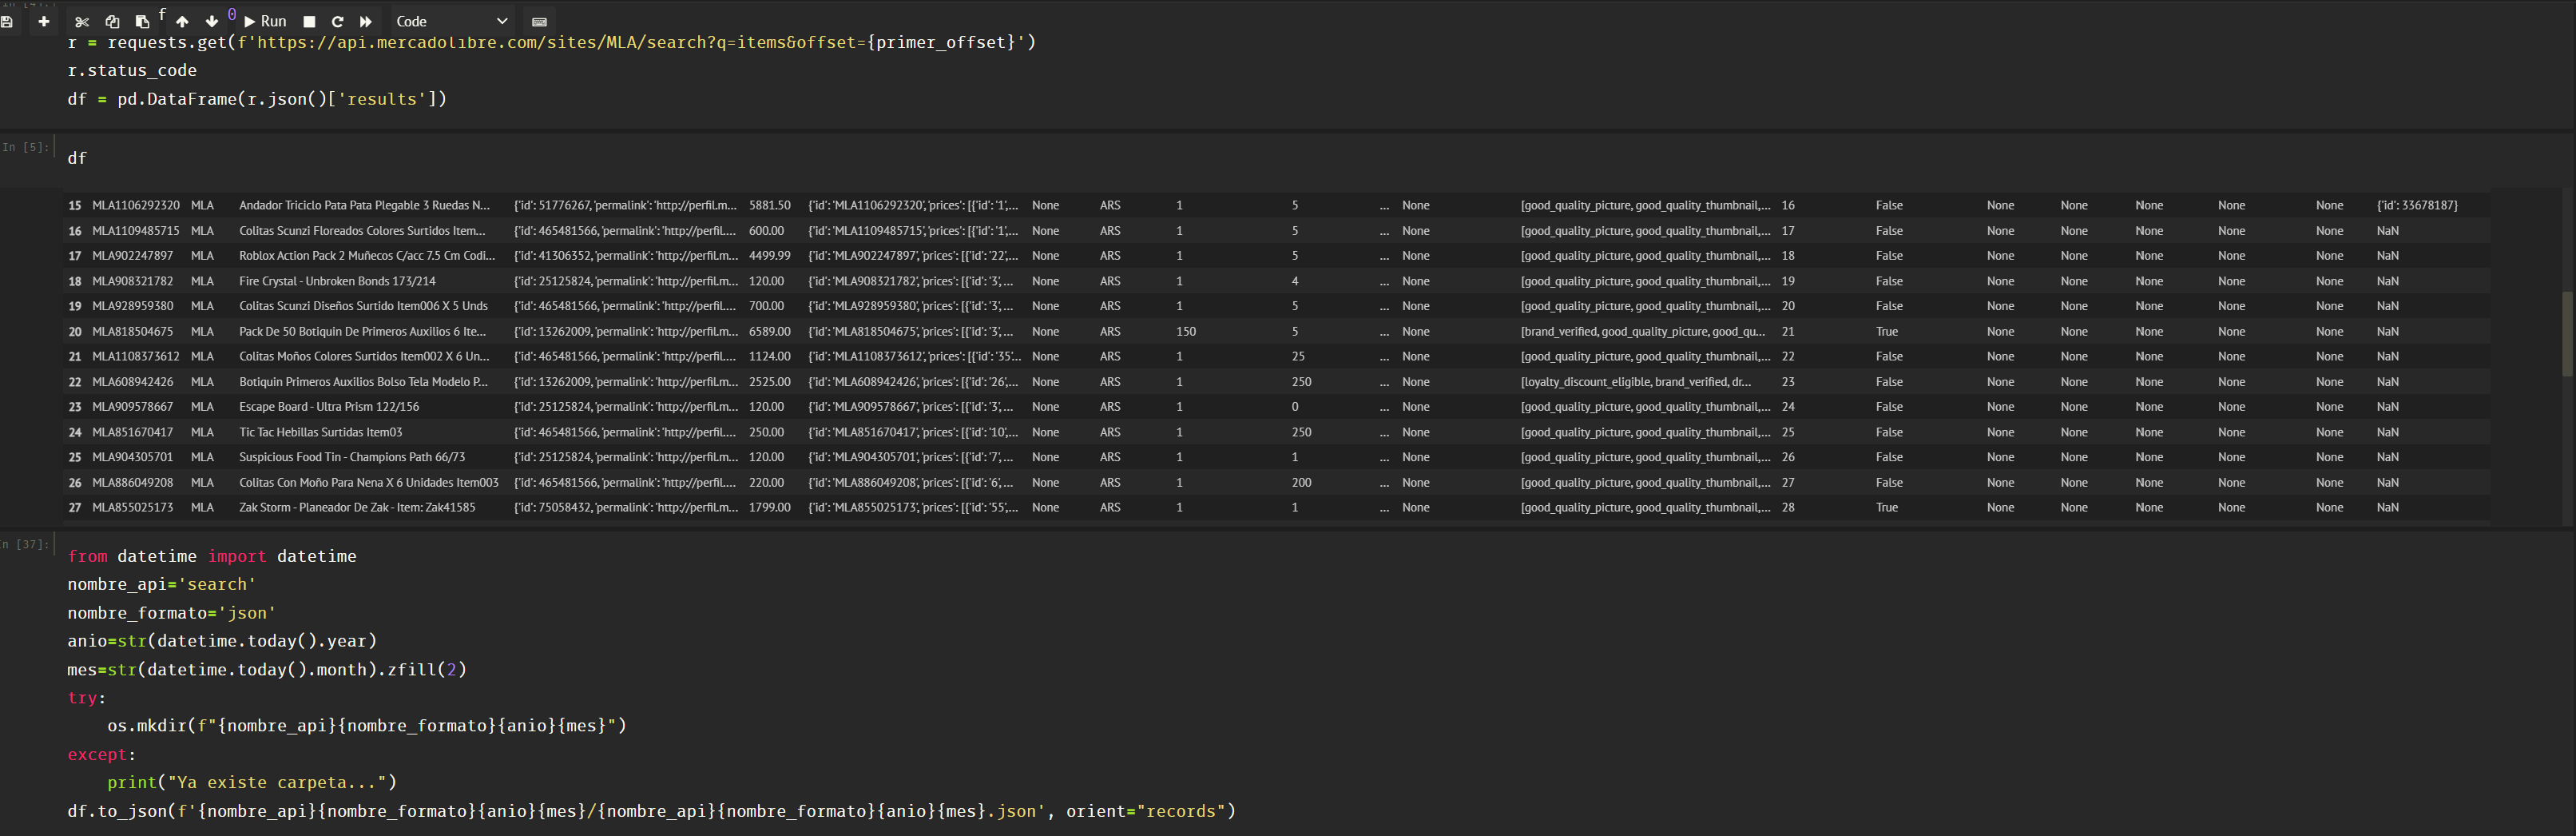 f 0 Run Code
r = requests.get(f'https://api.mercadolibre.com/sites/MLA/search?q=items&offset={primer_offset}')
r.status_code
df = pd.DataFrame(r.json()['results'])
In [5]:
df
15 MLA1106292320 MLA Andador Triciclo Pata Pata Plegable 3 Ruedas N... {'id': 51776267, 'permalink': 'http://perfil.m... 5881.50 {'id': 'MLA1106292320', 'prices': [{'id': '1',... None ARS 1 5 ... None [good_quality_picture, good_quality_thumbnail,... 16 False None None None None None {'id': 33678187}
16 MLA1109485715 MLA Colitas Scunzi Floreados Colores Surtidos Item... {'id': 465481566, 'permalink': 'http://perfil.... 600.00 {'id': 'MLA1109485715', 'prices': [{'id': '1',... None ARS 1 5 ... None [good_quality_picture, good_quality_thumbnail,... 17 False None None None None None NaN
17 MLA902247897 MLA Roblox Action Pack 2 Muñecos C/acc 7.5 Cm Codi... {'id': 41306352, 'permalink': 'http://perfil.m... 4499.99 {'id': 'MLA902247897', 'prices': [{'id': '22',... None ARS 1 5 ... None [good_quality_picture, good_quality_thumbnail,... 18 False None None None None None NaN
18 MLA908321782 MLA Fire Crystal - Unbroken Bonds 173/214 {'id': 25125824, 'permalink': 'http://perfil.m... 120.00 {'id': 'MLA908321782', 'prices': [{'id': '3', ... None ARS 1 4 ... None [good_quality_picture, good_quality_thumbnail,... 19 False None None None None None NaN
19 MLA928959380 MLA Colitas Scunzi Diseños Surtido Item006 X 5 Unds {'id': 465481566, 'permalink': 'http://perfil.... 700.00 {'id': 'MLA928959380', 'prices': [{'id': '3', ... None ARS 1 5 ... None [good_quality_picture, good_quality_thumbnail,... 20 False None None None None None NaN
20 MLA818504675 MLA Pack De 50 Botiquin De Primeros Auxilios 6 Ite... {'id': 13262009, 'permalink': 'http://perfil.m... 6589.00 {'id': 'MLA818504675', 'prices': [{'id': '3', ... None ARS 150 5 ... None [brand_verified, good_quality_picture, good_qu... 21 True None None None None None NaN
21 MLA1108373612 MLA Colitas Moños Colores Surtidos Item002 X 6 Un... {'id': 465481566, 'permalink': 'http://perfil.... 1124.00 {'id': 'MLA1108373612', 'prices': [{'id': '35'... None ARS 1 25 ... None [good_quality_picture, good_quality_thumbnail,... 22 False None None None None None NaN
22 MLA608942426 MLA Botiquin Primeros Auxilios Bolso Tela Modelo P... {'id': 13262009, 'permalink': 'http://perfil.m... 2525.00 {'id': 'MLA608942426', 'prices': [{'id': '26',... None ARS 1 250 ... None [loyalty_discount_eligible, brand_verified, dr... 23 False None None None None None NaN
23 MLA909578667 MLA Escape Board - Ultra Prism 122/156 {'id': 25125824, 'permalink': 'http://perfil.m... 120.00 {'id': 'MLA909578667', 'prices': [{'id': '3', ... None ARS 1 0 ... None [good_quality_picture, good_quality_thumbnail,... 24 False None None None None None NaN
24 MLA851670417 MLA Tic Tac Hebillas Surtidas Item03 {'id': 465481566, 'permalink': 'http://perfil.... 250.00 {'id': 'MLA851670417', 'prices': [{'id': '10',... None ARS 1 250 ... None [good_quality_picture, good_quality_thumbnail,... 25 False None None None None None NaN
25 MLA904305701 MLA Suspicious Food Tin - Champions Path 66/73 {'id': 25125824, 'permalink': 'http://perfil.m... 120.00 {'id': 'MLA904305701', 'prices': [{'id': '7', ... None ARS 1 1 ... None [good_quality_picture, good_quality_thumbnail,... 26 False None None None None None NaN
26 MLA886049208 MLA Colitas Con Moño Para Nena X 6 Unidades Item003 {'id': 465481566, 'permalink': 'http://perfil.... 220.00 {'id': 'MLA886049208', 'prices': [{'id': '6', ... None ARS 1 200 ... None [good_quality_picture, good_quality_thumbnail,... 27 False None None None None None NaN
27 MLA855025173 MLA Zak Storm - Planeador De Zak - Item: Zak41585 {'id': 75058432, 'permalink': 'http://perfil.m... 1799.00 {'id': 'MLA855025173', 'prices': [{'id': '55',... None ARS 1 1 ... None [good_quality_picture, good_quality_thumbnail,... 28 True None None None None None NaN
n [37]:
from datetime import datetime
nombre_api='search'
nombre_formato='json'
anio=str(datetime.today().year)
mes=str(datetime.today().month).zfill(2)
try:
    os.mkdir(f"{nombre_api}{nombre_formato}{anio}{mes}")
except:
    print("Ya existe carpeta...")
df.to_json(f'{nombre_api}{nombre_formato}{anio}{mes}/{nombre_api}{nombre_formato}{anio}{mes}.json', orient="records")